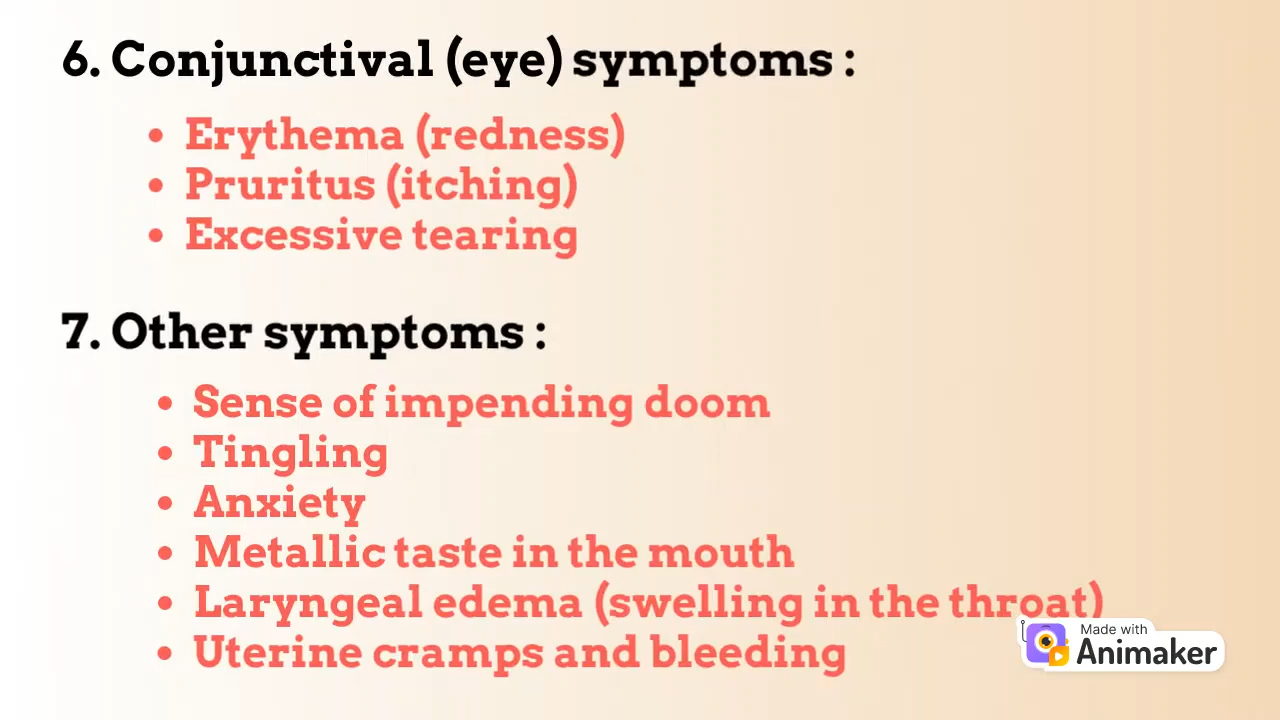 6. Conjunctival (eye) symptoms :
• Erythema (redness)
• Pruritus (itching)
• Excessive tearing
7. Other symptoms :
• Sense of impending doom
• Tingling
• Anxiety
• Metallic taste in the mouth
• Laryngeal edema (swelling in the throat)
• Uterine cramps and bleeding
Made with
Animaker